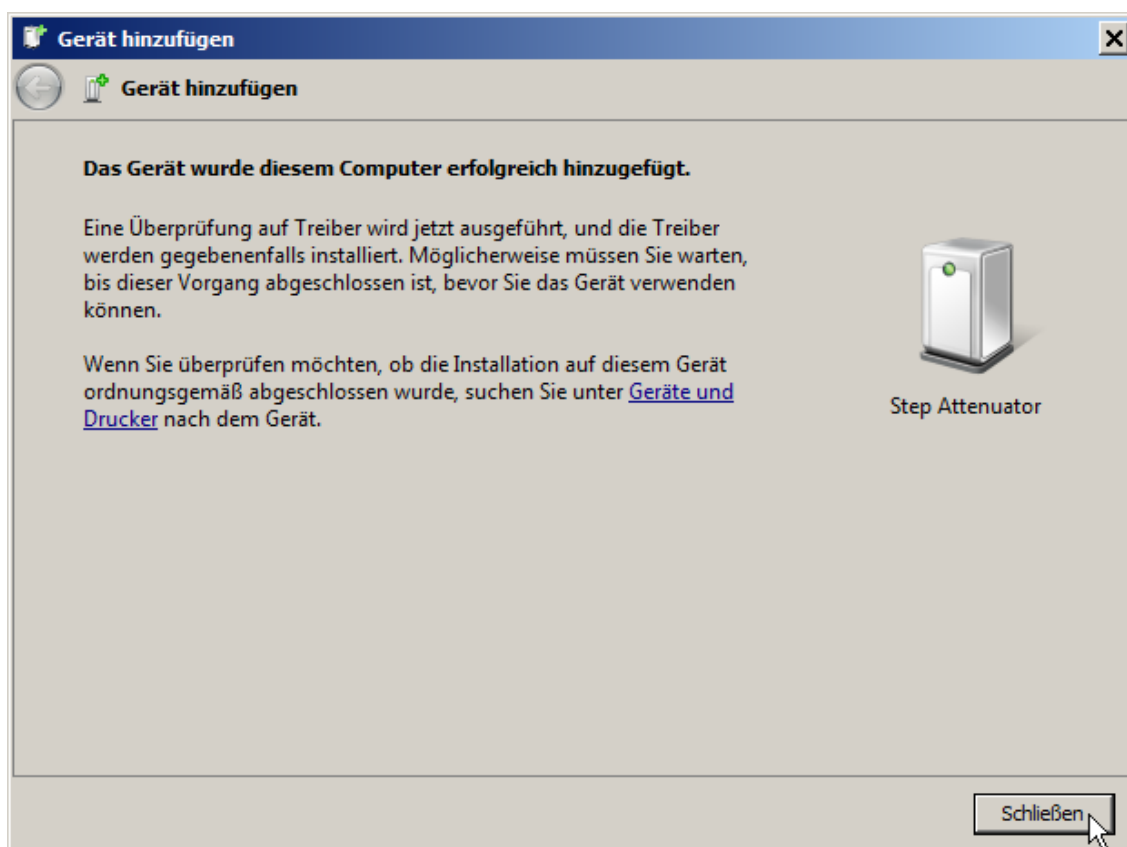 Gerät hinzufügen
Gerät hinzufügen
Das Gerät wurde diesem Computer erfolgreich hinzugefügt.
Eine Überprüfung auf Treiber wird jetzt ausgeführt, und die Treiber
werden gegebenenfalls installiert. Möglicherweise müssen Sie warten,
bis dieser Vorgang abgeschlossen ist, bevor Sie das Gerät verwenden
können.
Wenn Sie überprüfen möchten, ob die Installation auf diesem Gerät
ordnungsgemäß abgeschlossen wurde, suchen Sie unter Geräte und
Drucker nach dem Gerät.
Step Attenuator
Schließen